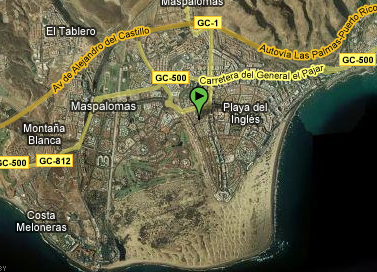 Maspalomas
El Tablero
Av de Alejandro del Castillo
GC-1
Autovía Las Palmas-Puerto Rico
GC-500
GC-500
Carretera del General el Pajar
Maspalomas
Playa del
Inglés
Montaña
Blanca
GC-500
GC-812
Costa
Meloneras